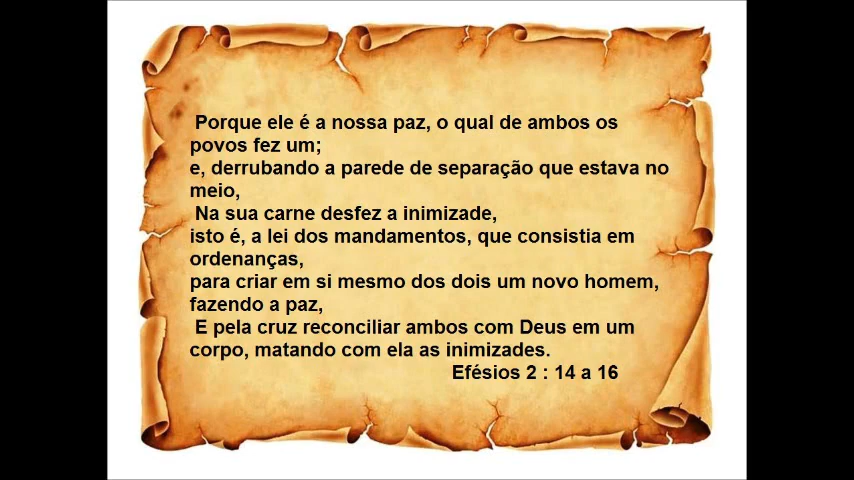 Porque ele é a nossa paz, o qual de ambos os
povos fez um;
e, derrubando a parede de separação que estava no
meio,
Na sua carne desfez a inimizade,
isto é, a lei dos mandamentos, que consistia em
ordenanças,
para criar em si mesmo dos dois um novo homem,
fazendo a paz,
E pela cruz reconciliar ambos com Deus em um
corpo, matando com ela as inimizades.
Efésios 2 : 14 a 16